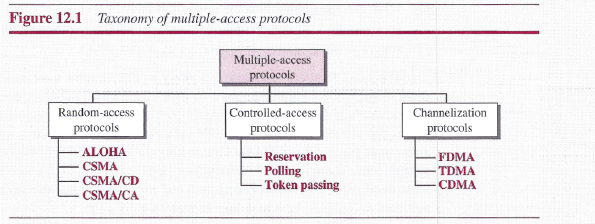 Figure 12.1 Taxonomy of multiple-access protocols
Multiple-access
protocols
Random-access
protocols
ALOHA
CSMA
CSMA/CD
CSMA/CA
Controlled-access
protocols
Reservation
Polling
Token passing
Channelization
protocols
FDMA
TDMA
CDMA